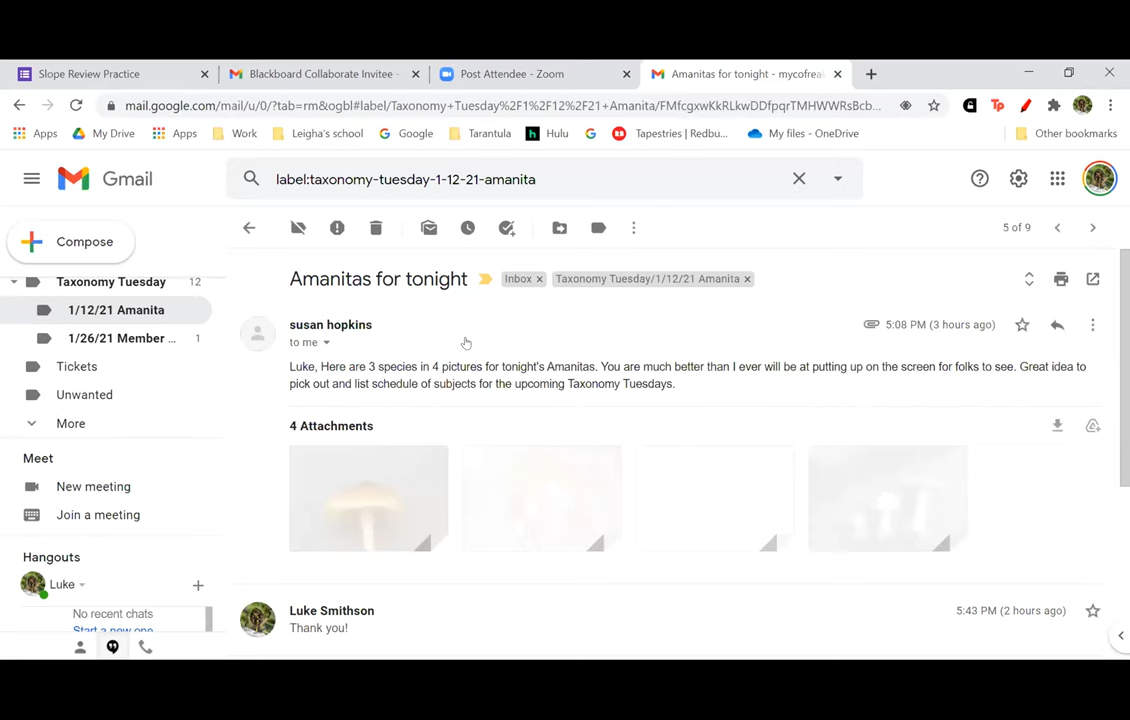 Slope Review Practice
Blackboard Collaborate Invitee -
Post Attendee - Zoom
Amanitas for tonight - mycofreak
mail.google.com/mail/u/0/?tab=rm&ogbl#label/Taxonomy+Tuesday%2F1%2F12%2F21+Amanita/FMfcgxwKkRLkwDDfpqrTMHWWRsBcb...
Apps My Drive Apps Work Leigha's school Google Tarantula Hulu Tapestries | Redbu... My files - OneDrive Other bookmarks
Gmail
label:taxonomy-tuesday-1-12-21-amanita
5 of 9
Compose
Taxonomy Tuesday 12
1/12/21 Amanita
1/26/21 Member ... 1
Tickets
Unwanted
More
Meet
New meeting
Join a meeting
Hangouts
Luke
No recent chats
Start a new one
Amanitas for tonight Inbox Taxonomy Tuesday/1/12/21 Amanita
susan hopkins 5:08 PM (3 hours ago)
to me
Luke, Here are 3 species in 4 pictures for tonight's Amanitas. You are much better than I ever will be at putting up on the screen for folks to see. Great idea to
pick out and list schedule of subjects for the upcoming Taxonomy Tuesdays.
4 Attachments
Luke Smithson 5:43 PM (2 hours ago)
Thank you!